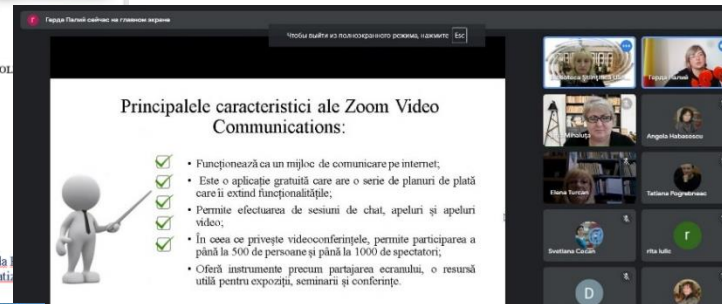 Герда Палий сейчас на главном экране
Чтобы выйти из полноэкранного режима, нажмите Esc
Principalele caracteristici ale Zoom Video
Communications:
• Funcționează ca un mijloc de comunicare pe internet;
• Este o aplicație gratuită care are o serie de planuri de plată
care îi extind funcționalitățile;
• Permite efectuarea de sesiuni de chat, apeluri și apeluri
video;
• În ceea ce privește videoconferințele, permite participarea a
până la 500 de persoane și până la 1000 de spectatori;
• Oferă instrumente precum partajarea ecranului, o resursă
utilă pentru expoziții, seminarii și conferințe.
Герда Палий
Mihaluța
Angela Habasescu
Elena Turcan
Tatiana Pogrebneac
Svetlana
rita
r
D